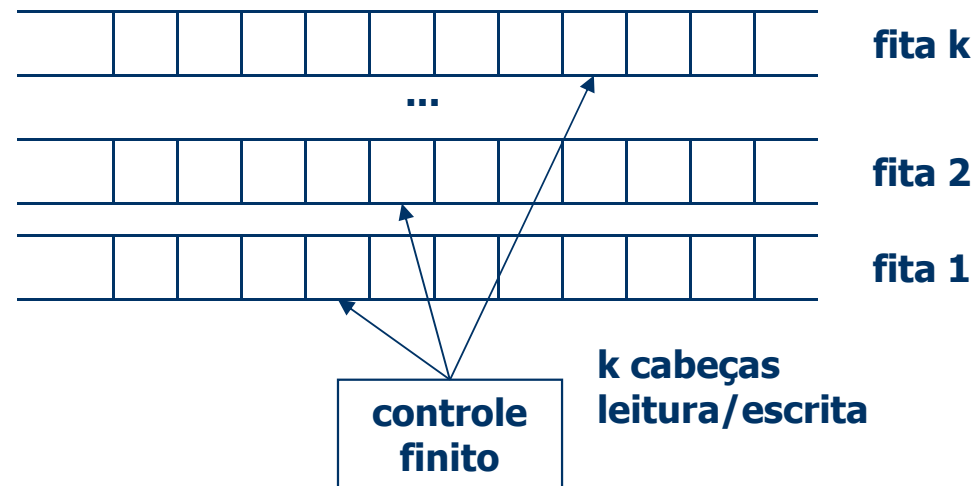 fita k
...
fita 2
fita 1
k cabeças
leitura/escrita
controle
finito